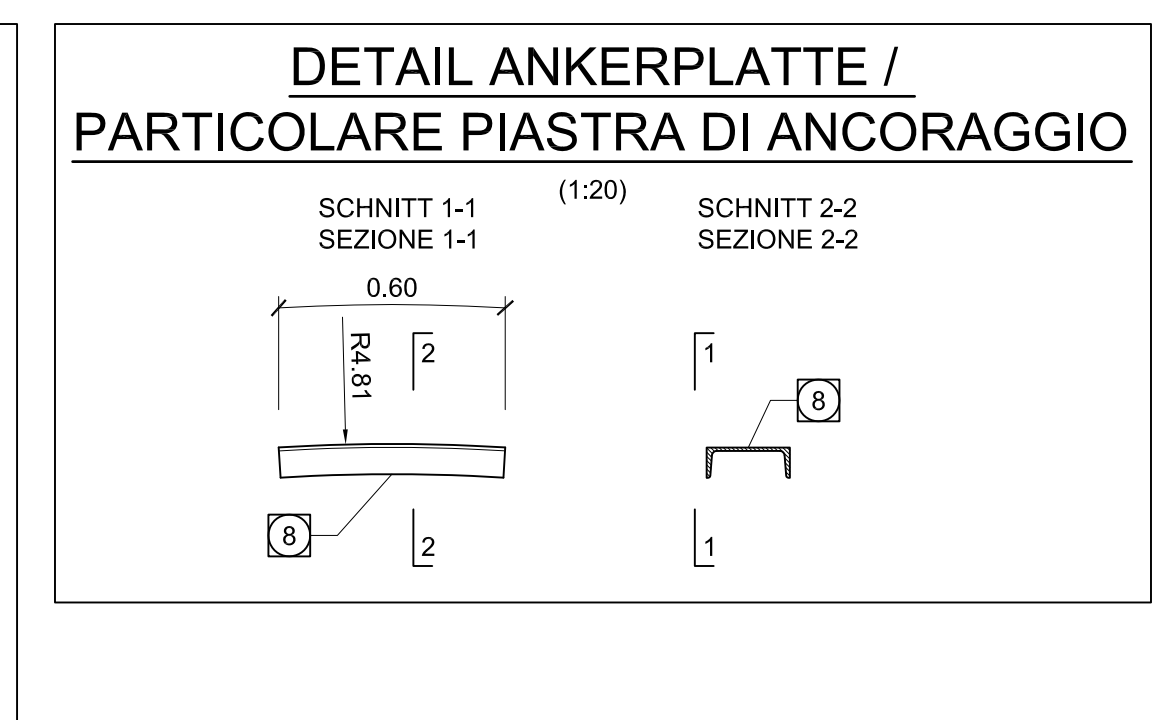 DETAIL ANKERPLATTE /
PARTICOLARE PIASTRA DI ANCORAGGIO
(1:20)
SCHNITT 1-1
SEZIONE 1-1
SCHNITT 2-2
SEZIONE 2-2
0.60
R4.81
2
1
8
8
2
1